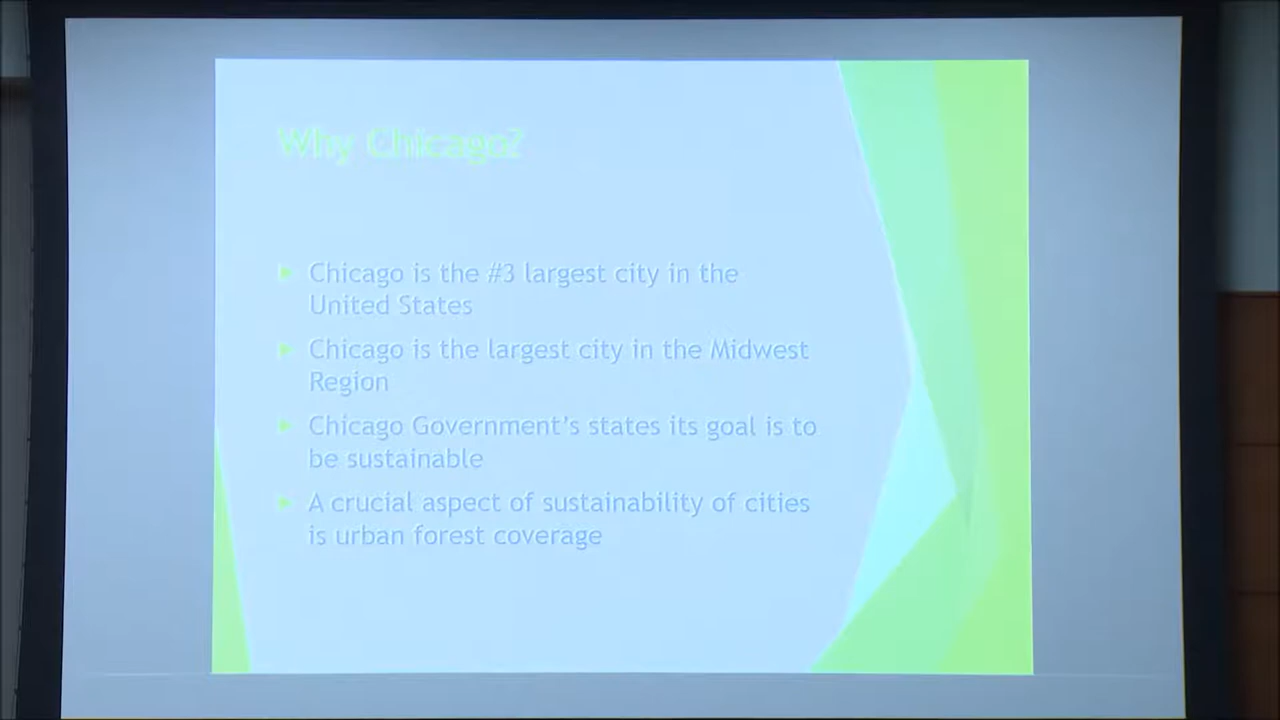 Why Chicago?
Chicago is the #3 largest city in the
United States
Chicago is the largest city in the Midwest
Region
Chicago Government's states its goal is to
be sustainable
A crucial aspect of sustainability of cities
is urban forest coverage